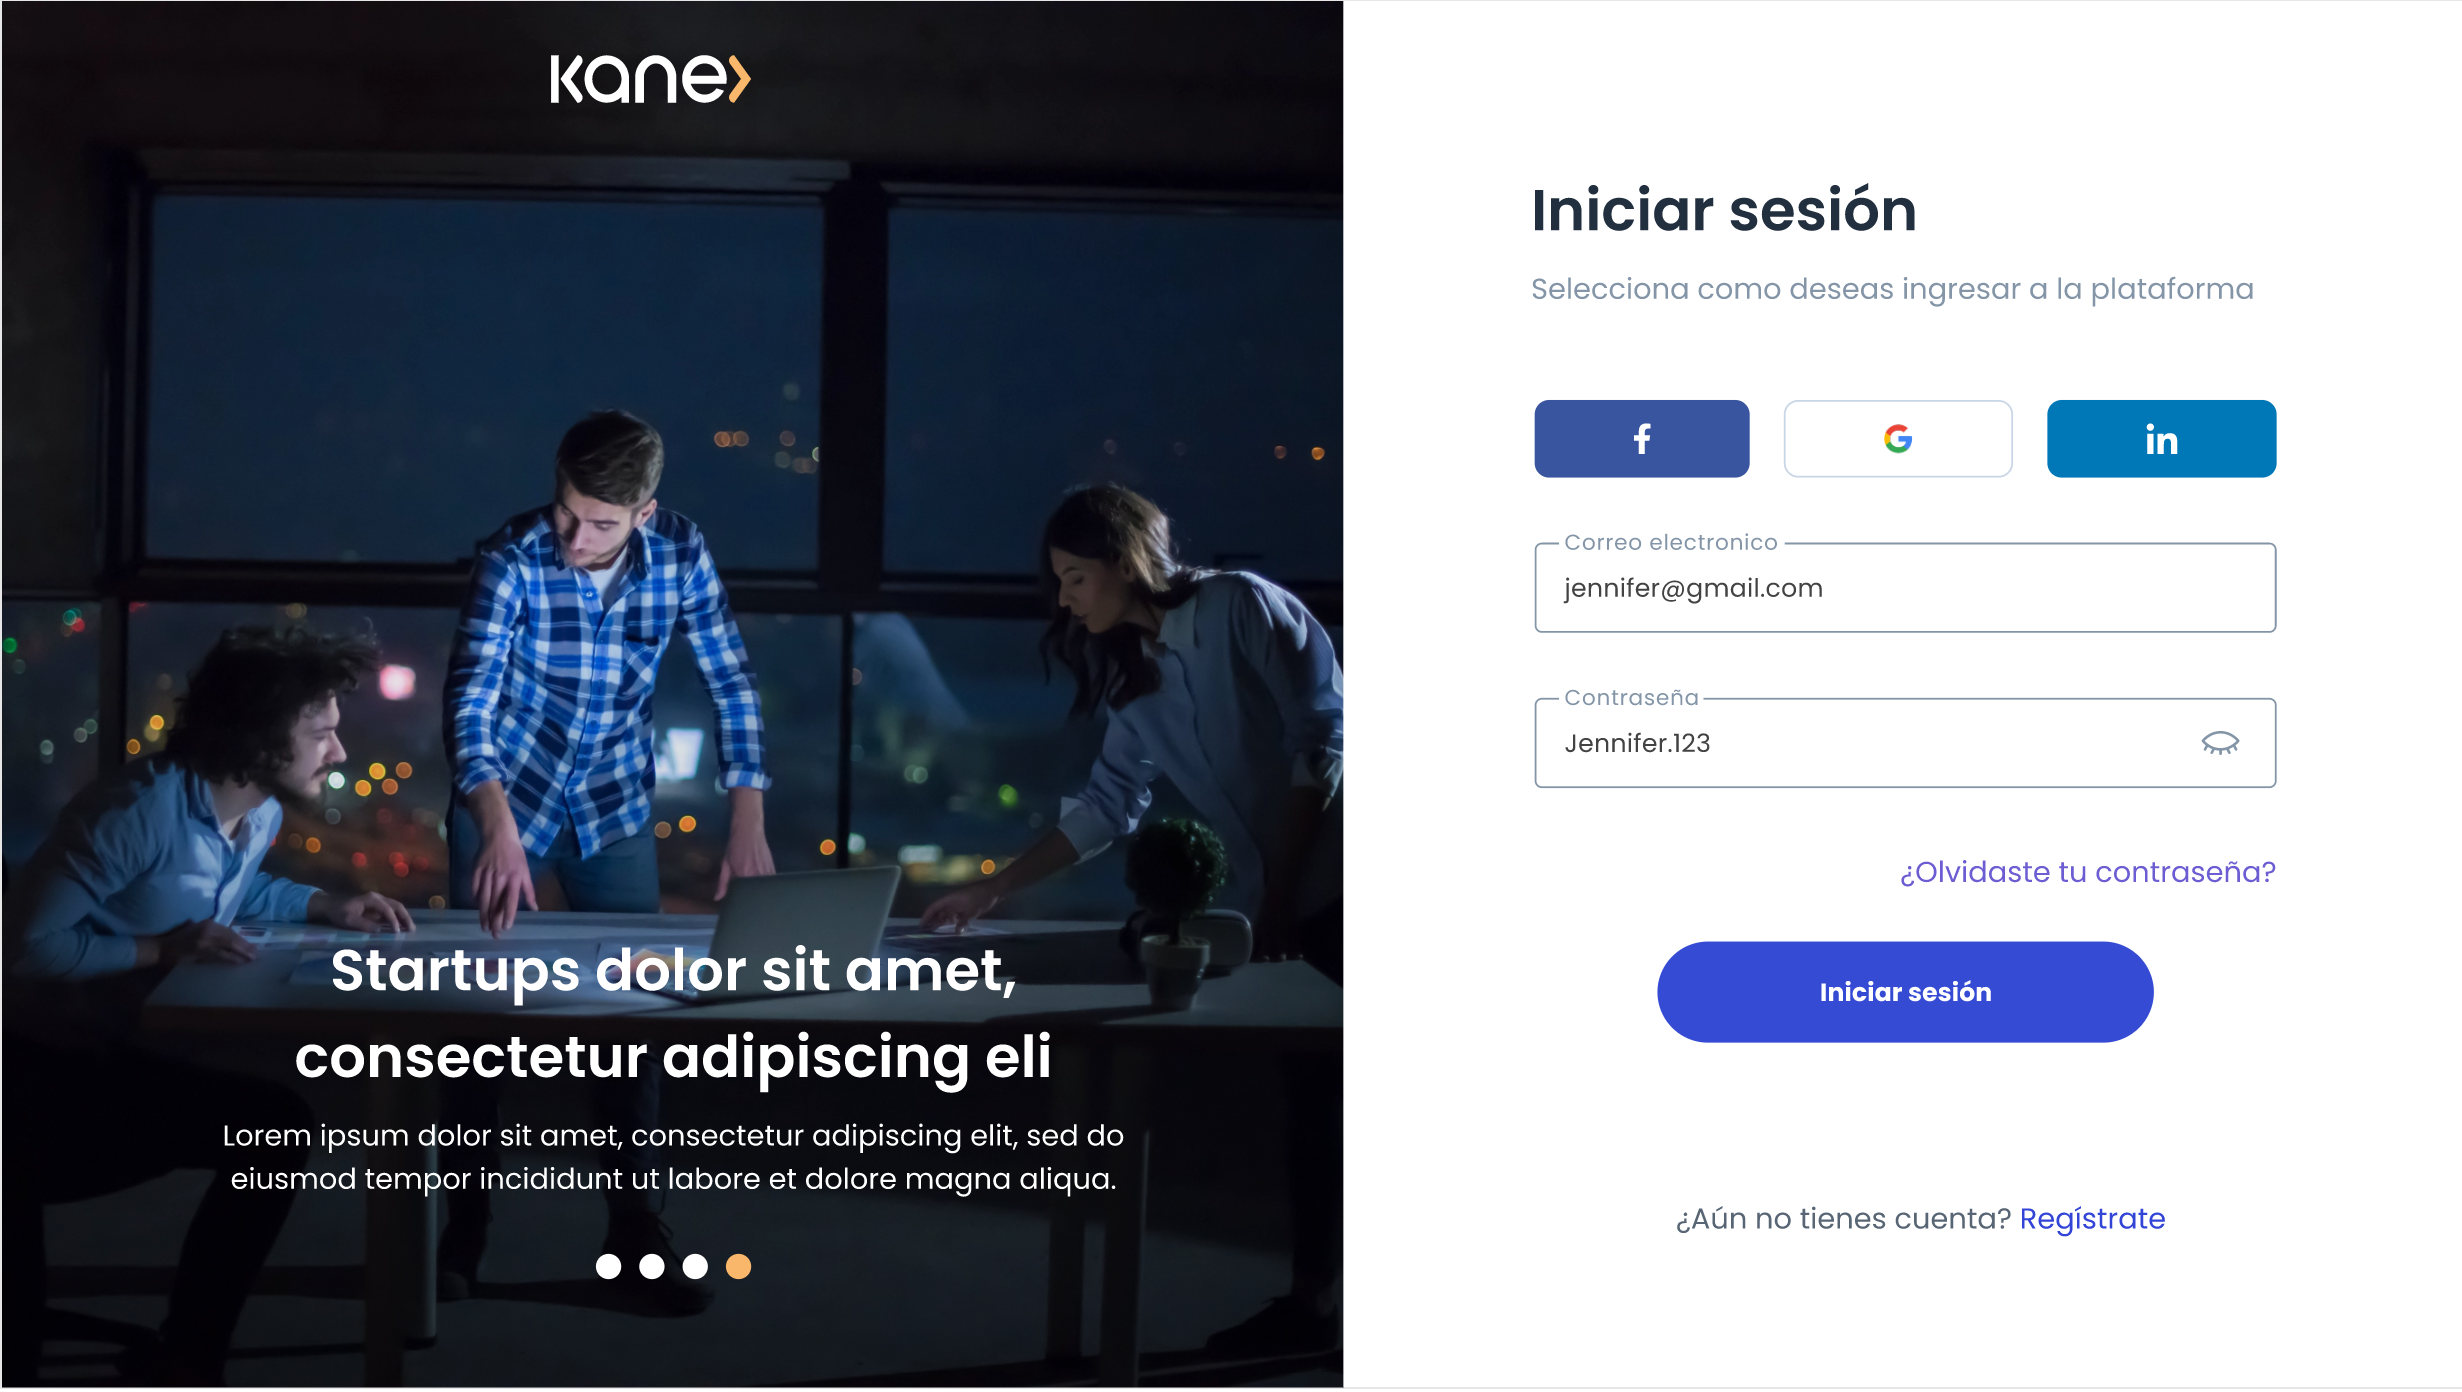 kane
Startups dolor sit amet,
consectetur adipiscing eli
Lorem ipsum dolor sit amet, consectetur adipiscing elit, sed do
eiusmod tempor incididunt ut labore et dolore magna aliqua.
Iniciar sesión
Selecciona como deseas ingresar a la plataforma
f G in
Correo electronico
jennifer@gmail.com
Contraseña
Jennifer.123
¿Olvidaste tu contraseña?
Iniciar sesión
¿Aún no tienes cuenta? Regístrate